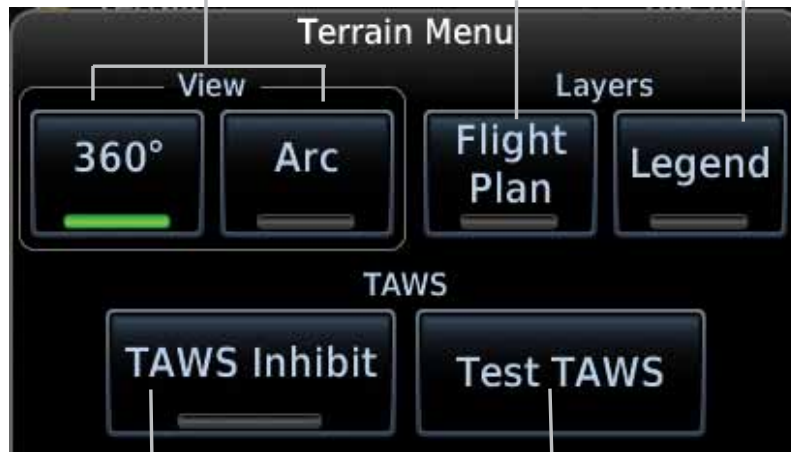 Terrain Menu
View
Layers
360°
Arc
Flight
Plan
Legend
TAWS
TAWS Inhibit
Test TAWS